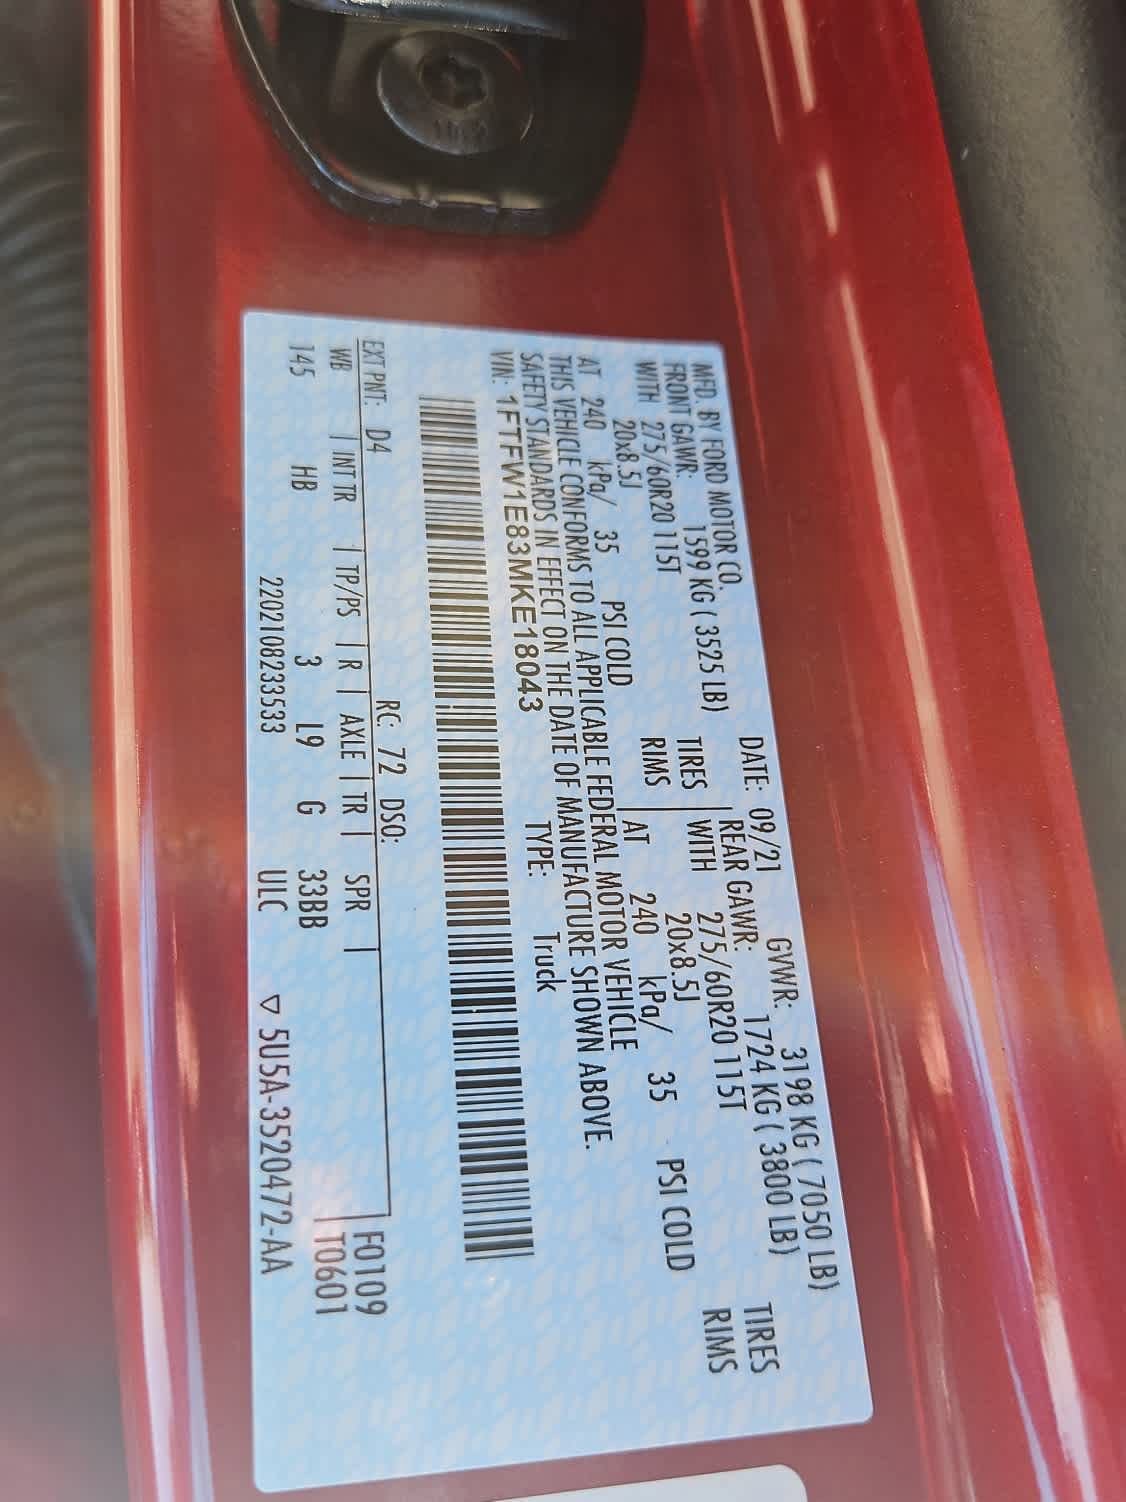 MFD. BY FORD MOTOR CO. DATE: 09/21 GVWR: 3198 KG ( 7050 LB)
FRONT GAWR: 1599 KG ( 3525 LB) REAR GAWR: 1724 KG ( 3800 LB)
WITH 275/60R20 115T TIRES WITH 275/60R20 115T TIRES
20x8.5J RIMS 20x8.5J RIMS
AT 240 kPa/ 35 PSI COLD AT 240 kPa/ 35 PSI COLD
THIS VEHICLE CONFORMS TO ALL APPLICABLE FEDERAL MOTOR VEHICLE
SAFETY STANDARDS IN EFFECT ON THE DATE OF MANUFACTURE SHOWN ABOVE.
VIN: 1FTFW1E83MKE18043 TYPE: Truck
EXT PNT: D4 RC: 72 DSO: F0109
WB | INT TR | TP/PS | R | AXLE | TR | SPR | T0601
145 HB 3 L9 G 33BB
2202108233533 ULC ▽ 5U5A-3520472-AA